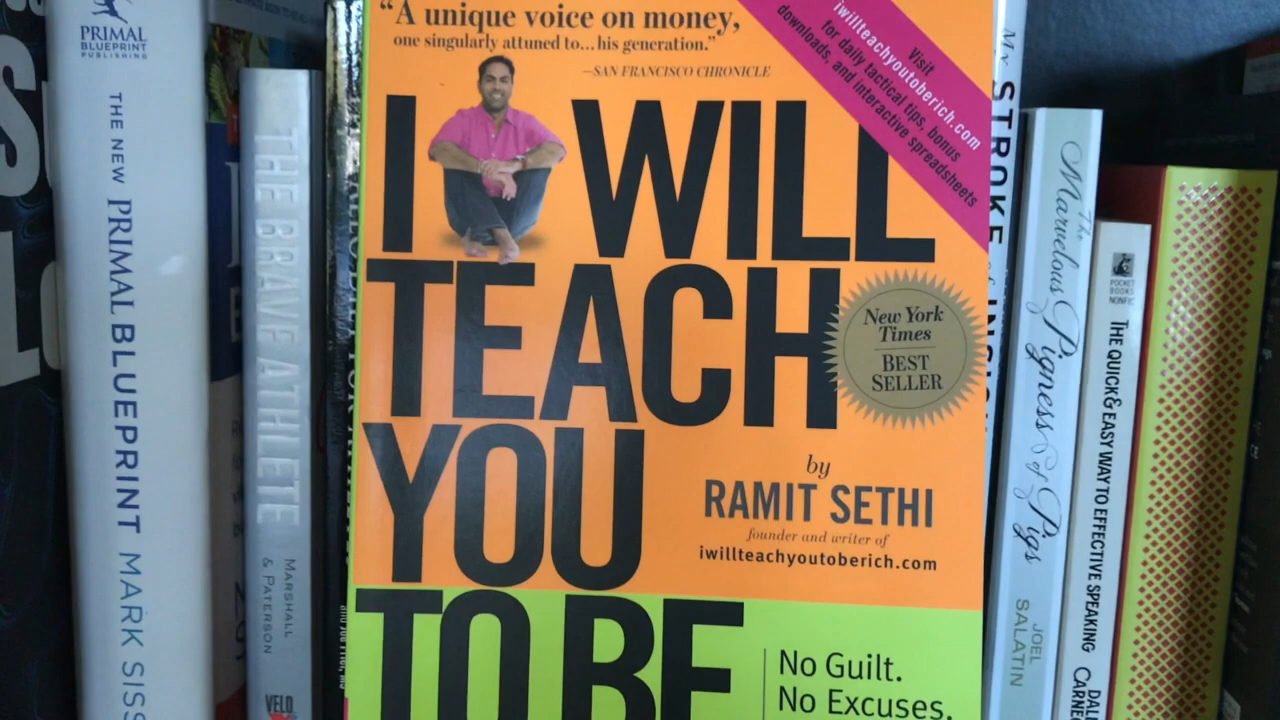 PRIMAL
BLUEPRINT
PUBLISHING
THE NEW PRIMAL BLUEPRINT MARK SISS
THE BRAVE ATHLETE
MARSHALL
& PATERSON
VELO
“A unique voice on money,
one singularly attuned to...his generation.”
—SAN FRANCISCO CHRONICLE
Visit
iwillteachyoutoberich.com
for daily tactical tips, bonus
downloads, and interactive spreadsheets
I WILL
TEACH
YOU
TO BE
New York
Times
BEST
SELLER
by
RAMIT SETHI
founder and writer of
iwillteachyoutoberich.com
No Guilt.
No Excuses.
My STROKE of INSIGHT
The Marvelous Pigness of Pigs
JOEL
SALATIN
POCKET
BOOKS
NONFIC
THE QUICK & EASY WAY TO EFFECTIVE SPEAKING
DALE
CARNE